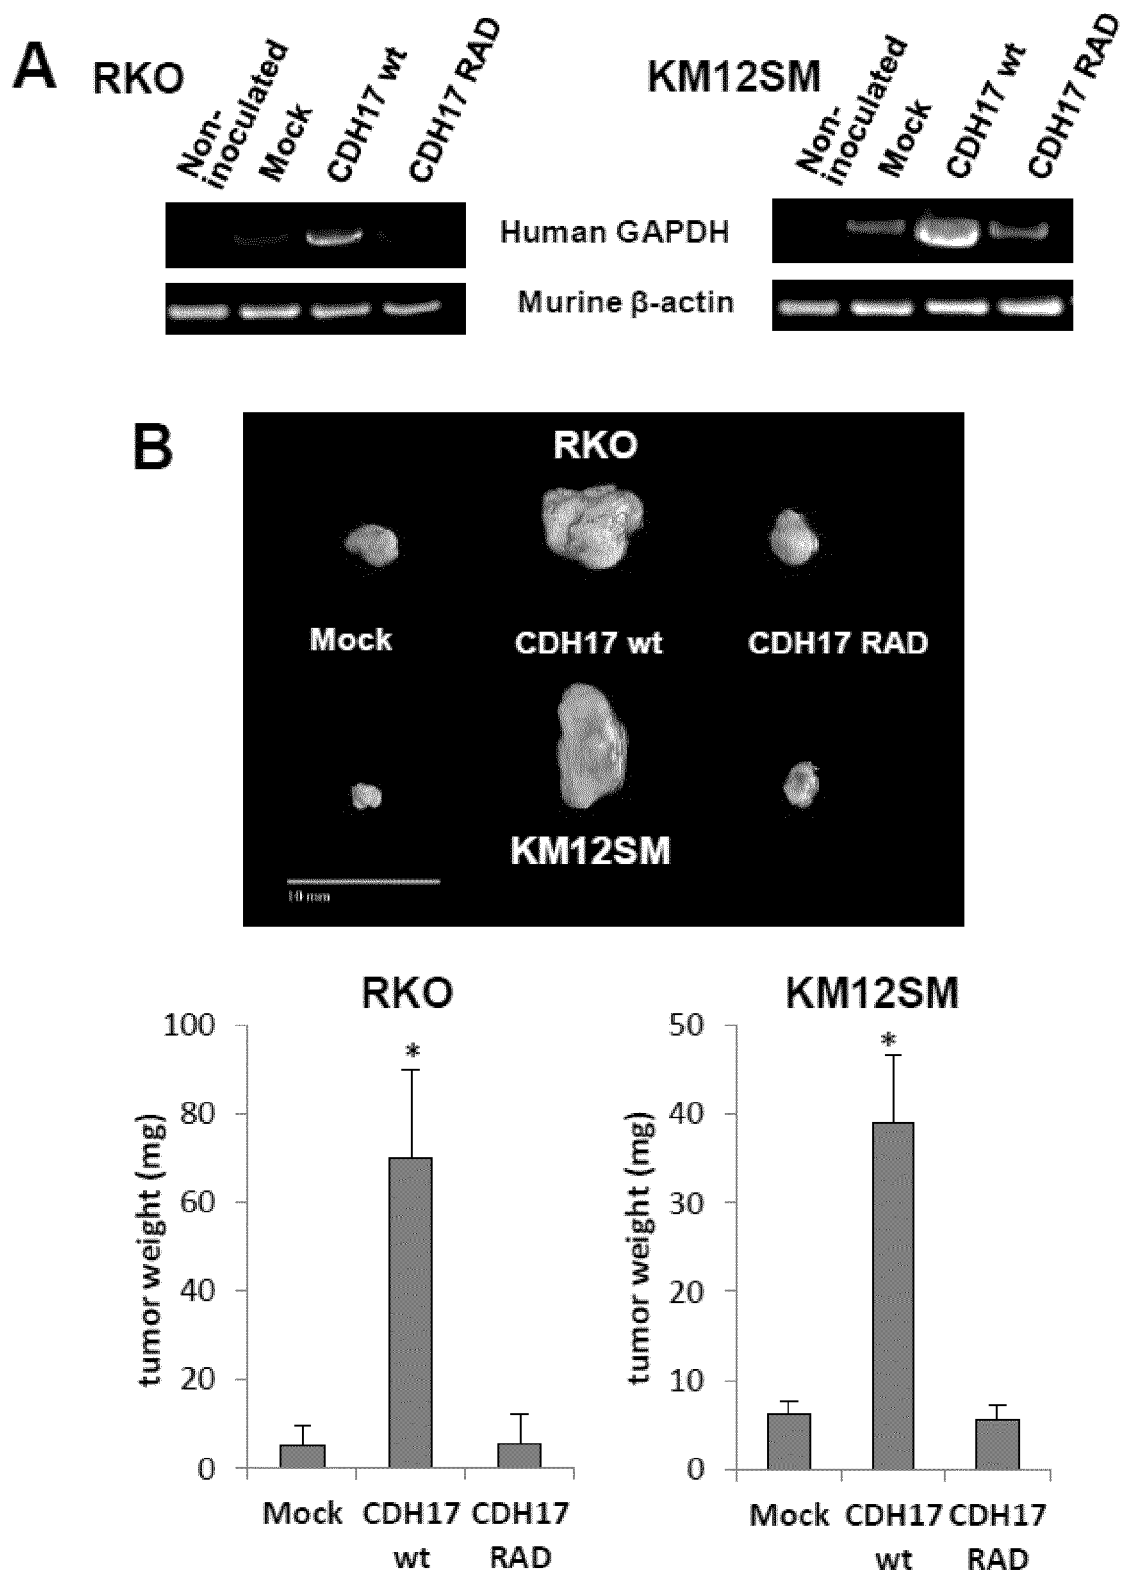 A
RKO
Non-
inoculated
Mock
CDH17 wt
CDH17 RAD
KM12SM
Non-
inoculated
Mock
CDH17 wt
CDH17 RAD
Human GAPDH
Murine β-actin
B
RKO
Mock
CDH17 wt
CDH17 RAD
KM12SM
10 mm
RKO
100
80
60
40
20
0
tumor weight (mg)
*
Mock
CDH17
wt
CDH17
RAD
KM12SM
50
40
30
20
10
0
tumor weight (mg)
*
Mock
CDH17
wt
CDH17
RAD